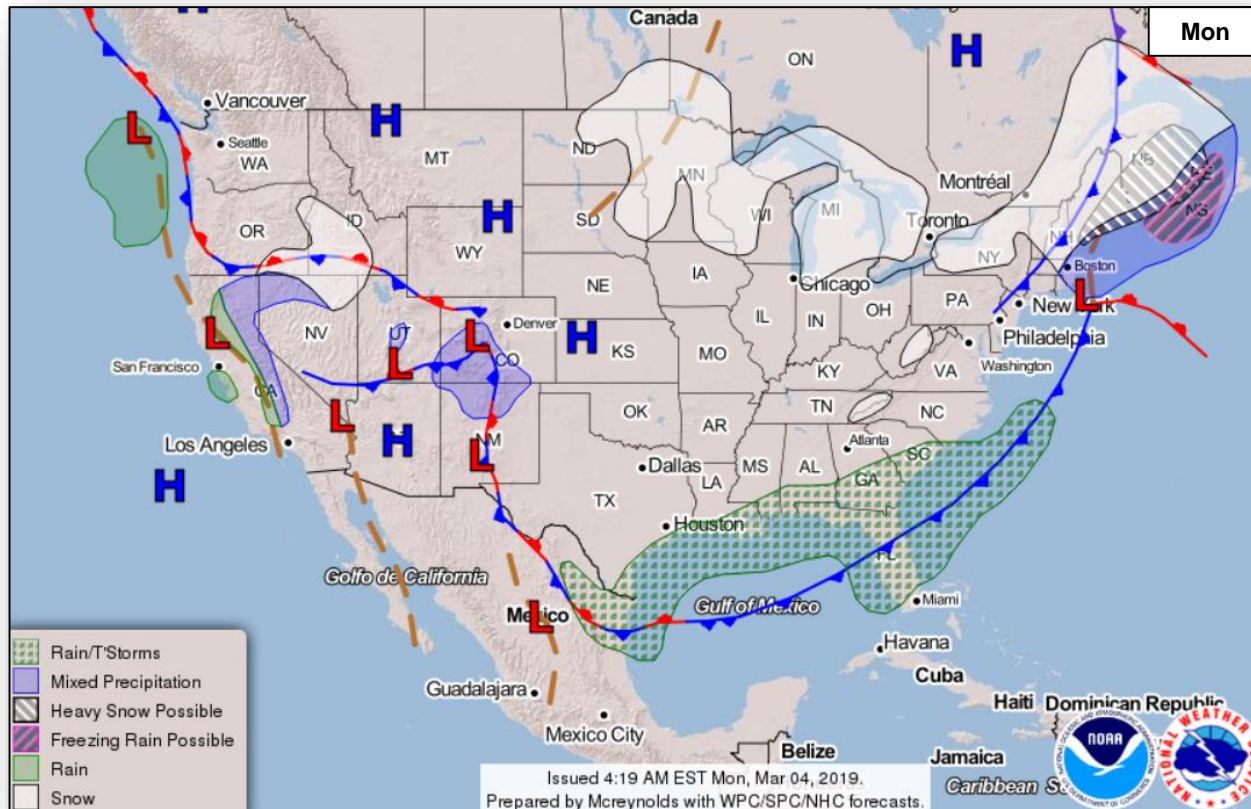 Mon
Canada
H
H
ON
Vancouver
Seattle
WA
L
H
MT
ND
MN
OR
ID
H
WY
SD
WI
MI
Montréal
Toronto
NB
NS
NH
NY
Boston
IA
NE
Chicago
PA
L
New York
Philadelphia
Washington
L
San Francisco
NV
UT
L
L
CO
Denver
H
KS
MO
IL
IN
OH
KY
VA
CA
Los Angeles
L
H
L
NM
OK
AR
TN
NC
H
Dallas
TX
LA
MS
AL
Atlanta
GA
SC
Houston
FL
Miami
Golfo de California
Mexico
L
Gulf of Mexico
Havana
Cuba
Guadalajara
Mexico City
Haiti
Dominican Republic
Belize
Jamaica
Rain/T'Storms
Mixed Precipitation
Heavy Snow Possible
Freezing Rain Possible
Rain
Snow
Issued 4:19 AM EST Mon, Mar 04, 2019.
Prepared by Mcreynolds with WPC/SPC/NHC forecasts.
Caribbean
NOAA
NATIONAL WEATHER